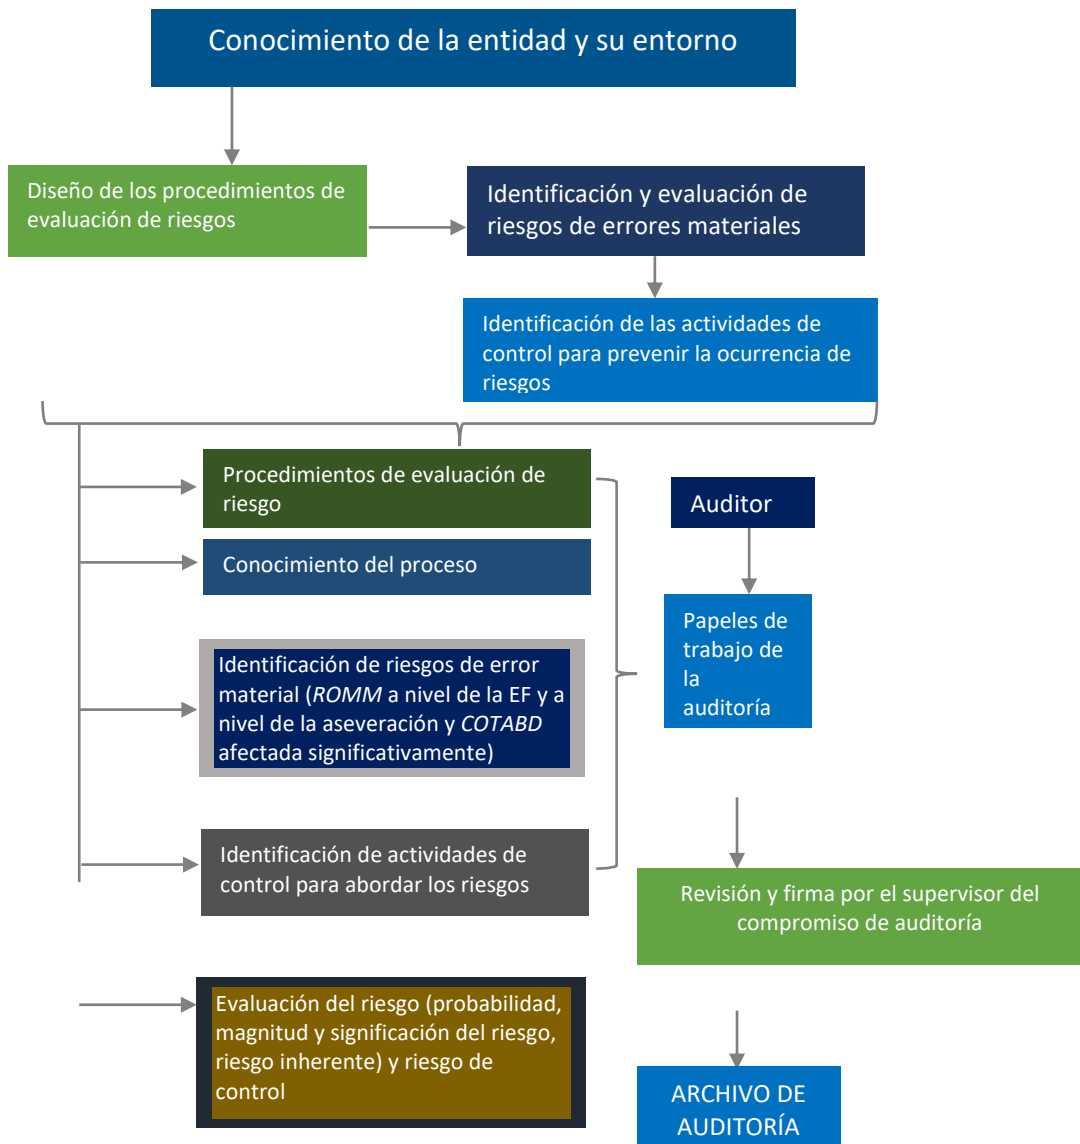 Conocimiento de la entidad y su entorno
Diseño de los procedimientos de
evaluación de riesgos
Identificación y evaluación de
riesgos de errores materiales
Identificación de las actividades de
control para prevenir la ocurrencia de
riesgos
Procedimientos de evaluación de
riesgo
Conocimiento del proceso
Identificación de riesgos de error
material (ROMM a nivel de la EF y a
nivel de la aseveración y COTABD
afectada significativamente)
Identificación de actividades de
control para abordar los riesgos
Evaluación del riesgo (probabilidad,
magnitud y significación del riesgo,
riesgo inherente) y riesgo de
control
Auditor
Papeles de
trabajo de
la
auditoría
Revisión y firma por el supervisor del
compromiso de auditoría
ARCHIVO DE
AUDITORÍA